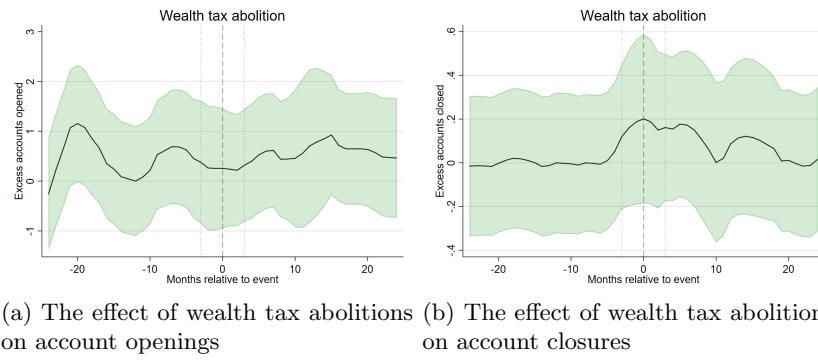 Wealth tax abolition
Excess accounts opened
3
2
1
0
-1
-20 -10 0 10 20
Months relative to event
(a) The effect of wealth tax abolitions
on account openings
Wealth tax abolition
Excess accounts closed
.6
.4
.2
0
-.2
-.4
-20 -10 0 10 20
Months relative to event
(b) The effect of wealth tax abolition
on account closures